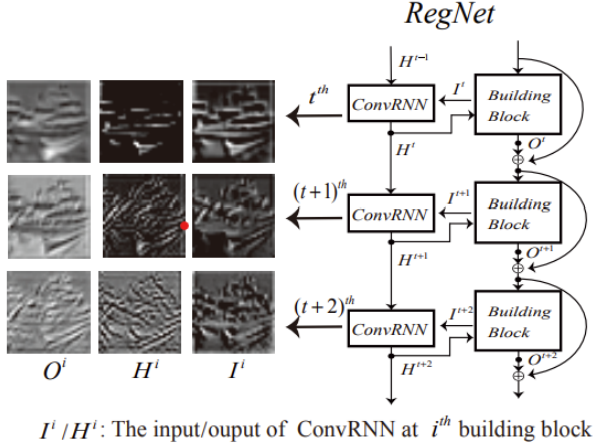 RegNet
H^{t-1}
t^{th} ConvRNN I^t Building Block
H^t O^t
(t+1)^{th} ConvRNN I^{t+1} Building Block
H^{t+1} O^{t+1}
(t+2)^{th} ConvRNN I^{t+2} Building Block
H^{t+2} O^{t+2}
O^i H^i I^i
I^i / H^i : The input/ouput of ConvRNN at i^{th} building block